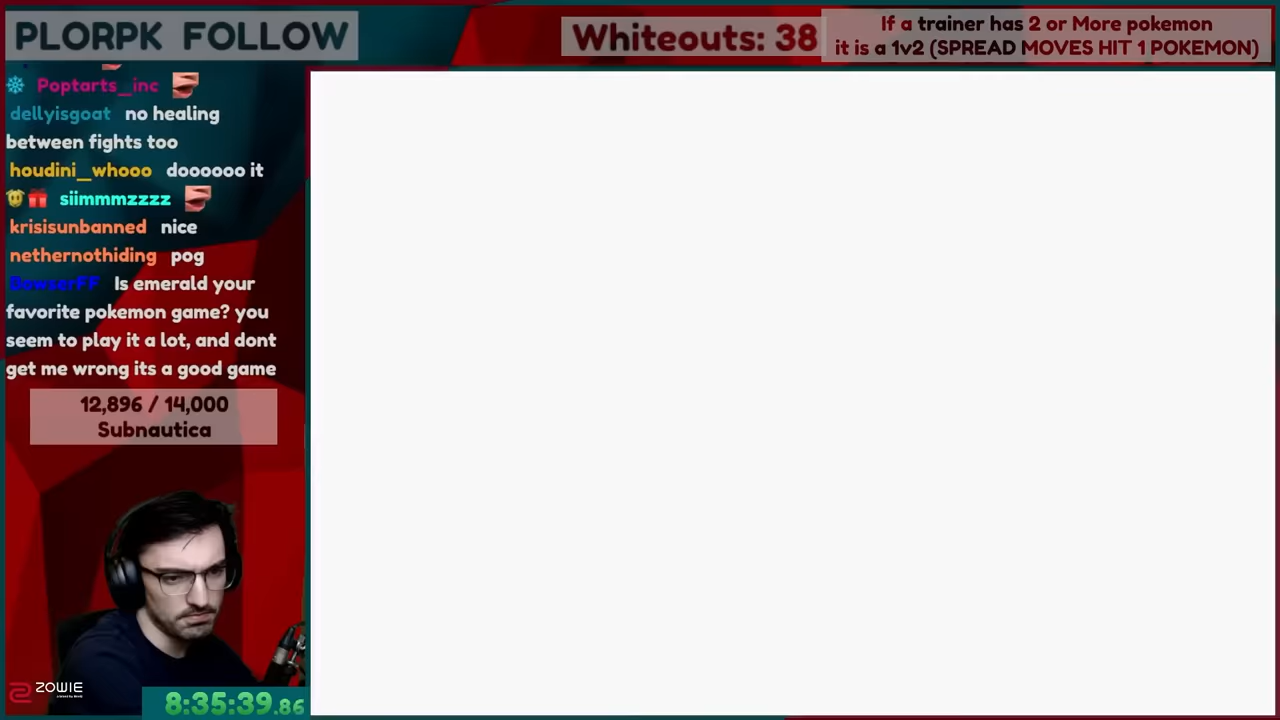 PLORPK FOLLOW
Whiteouts: 38
If a trainer has 2 or More pokemon
it is a 1v2 (SPREAD MOVES HIT 1 POKEMON)
Poptarts_inc
dellyisgoat no healing
between fights too
houdini_whooo doooooo it
siimmmzzzz
krisisunbanned nice
nethernothiding pog
BowserFF Is emerald your
favorite pokemon game? you
seem to play it a lot, and dont
get me wrong its a good game
12,896 / 14,000
Subnautica
ZOWIE
8:35:39.86